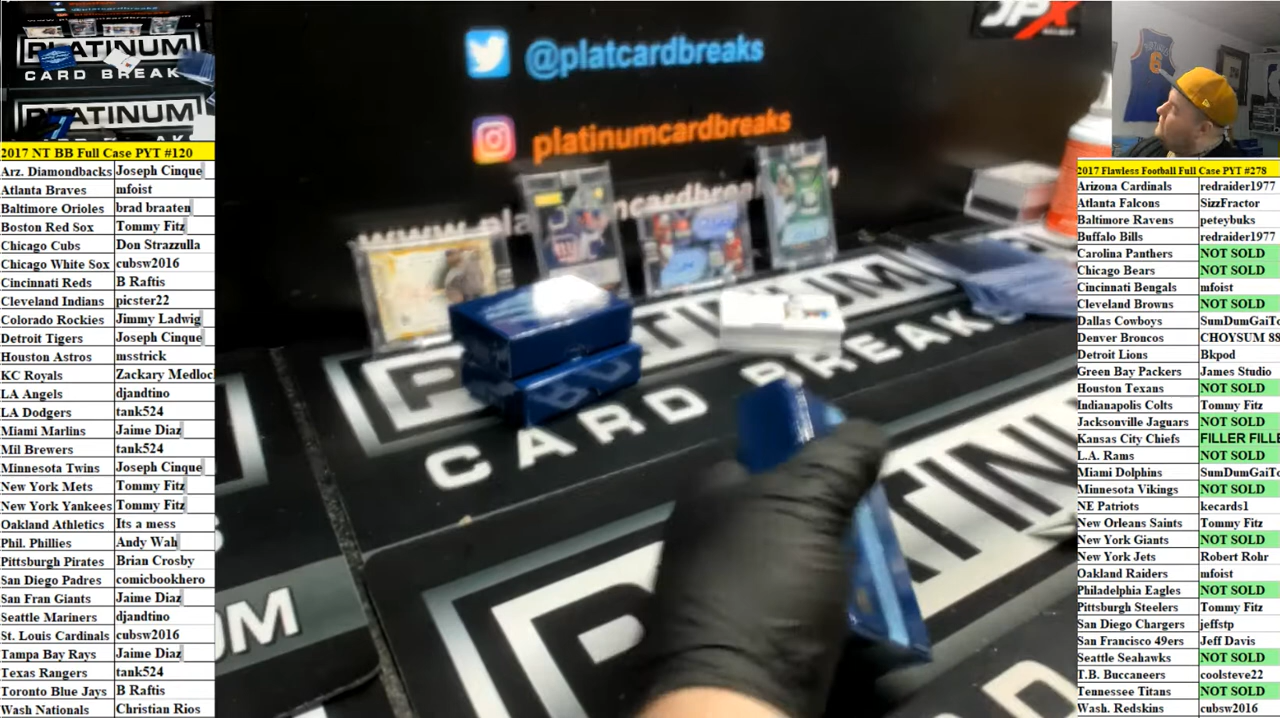 PLATINUM
CARD BREAK
PLATINUM
2017 NT BB Full Case PYT #120
Arz. Diamondbacks Joseph Cinque
Atlanta Braves mfoist
Baltimore Orioles brad braaten
Boston Red Sox Tommy Fitz
Chicago Cubs Don Strazzulla
Chicago White Sox cubsw2016
Cincinnati Reds B Raftis
Cleveland Indians picster22
Colorado Rockies Jimmy Ladwig
Detroit Tigers Joseph Cinque
Houston Astros msstrick
KC Royals Zackary Medloc
LA Angels djandtino
LA Dodgers tank524
Miami Marlins Jaime Diaz
Mil Brewers tank524
Minnesota Twins Joseph Cinque
New York Mets Tommy Fitz
New York Yankees Tommy Fitz
Oakland Athletics Its a mess
Phil. Phillies Andy Wah
Pittsburgh Pirates Brian Crosby
San Diego Padres comicbookhero
San Fran Giants Jaime Diaz
Seattle Mariners djandtino
St. Louis Cardinals cubsw2016
Tampa Bay Rays Jaime Diaz
Texas Rangers tank524
Toronto Blue Jays B Raftis
Wash Nationals Christian Rios
@platcardbreaks
platinumcardbreaks
JPX
CARD BREAKS
6
2017 Flawless Football Full Case PYT #278
Arizona Cardinals redraider1977
Atlanta Falcons SizzFractor
Baltimore Ravens peteybuks
Buffalo Bills redraider1977
Carolina Panthers NOT SOLD
Chicago Bears NOT SOLD
Cincinnati Bengals mfoist
Cleveland Browns NOT SOLD
Dallas Cowboys SumDumGaiTo
Denver Broncos CHOYSUM 88
Detroit Lions Bkpod
Green Bay Packers James Studio
Houston Texans NOT SOLD
Indianapolis Colts Tommy Fitz
Jacksonville Jaguars NOT SOLD
Kansas City Chiefs FILLER FILL
L.A. Rams NOT SOLD
Miami Dolphins SumDumGaiTo
Minnesota Vikings NOT SOLD
NE Patriots kecards1
New Orleans Saints Tommy Fitz
New York Giants NOT SOLD
New York Jets Robert Rohr
Oakland Raiders mfoist
Philadelphia Eagles NOT SOLD
Pittsburgh Steelers Tommy Fitz
San Diego Chargers jeffstp
San Francisco 49ers Jeff Davis
Seattle Seahawks NOT SOLD
T.B. Buccaneers coolsteve22
Tennessee Titans NOT SOLD
Wash. Redskins cubsw2016